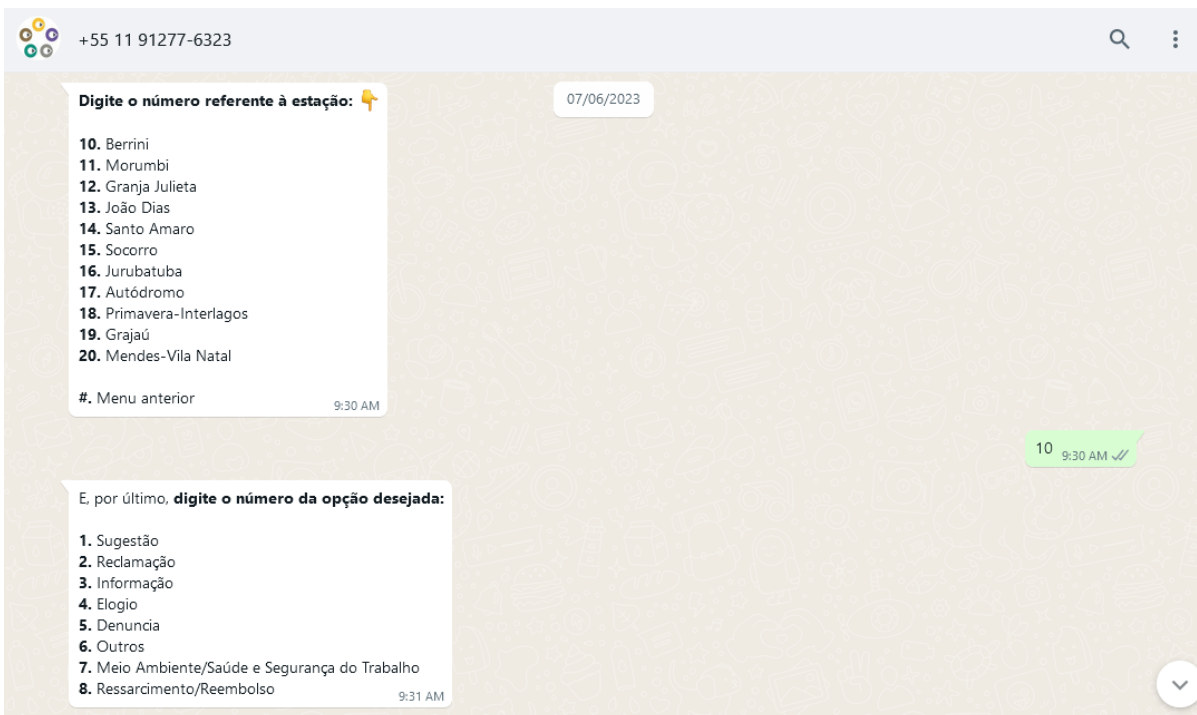 +55 11 91277-6323
07/06/2023
Digite o número referente à estação: 👇
10. Berrini
11. Morumbi
12. Granja Julieta
13. João Dias
14. Santo Amaro
15. Socorro
16. Jurubatuba
17. Autódromo
18. Primavera-Interlagos
19. Grajaú
20. Mendes-Vila Natal
#. Menu anterior
9:30 AM
10 9:30 AM
E, por último, digite o número da opção desejada:
1. Sugestão
2. Reclamação
3. Informação
4. Elogio
5. Denuncia
6. Outros
7. Meio Ambiente/Saúde e Segurança do Trabalho
8. Ressarcimento/Reembolso
9:31 AM